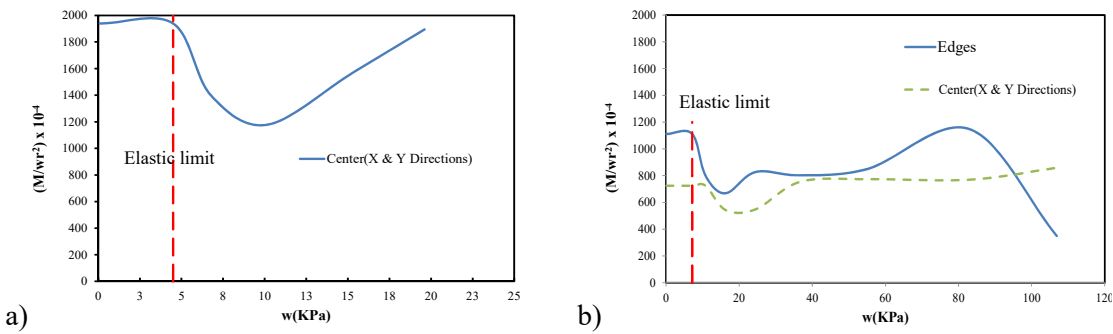 2000
1800
1600
1400
1200
1000
800
600
400
200
0
(M/wr²) x 10⁻⁴
Elastic limit
Center(X & Y Directions)
0 3 5 8 10 13 15 18 20 23 25
w(KPa)
a)
2000
1800
1600
1400
1200
1000
800
600
400
200
0
(M/wr²) x 10⁻⁴
Edges
Center(X & Y Directions)
Elastic limit
0 20 40 60 80 100 120
w(KPa)
b)